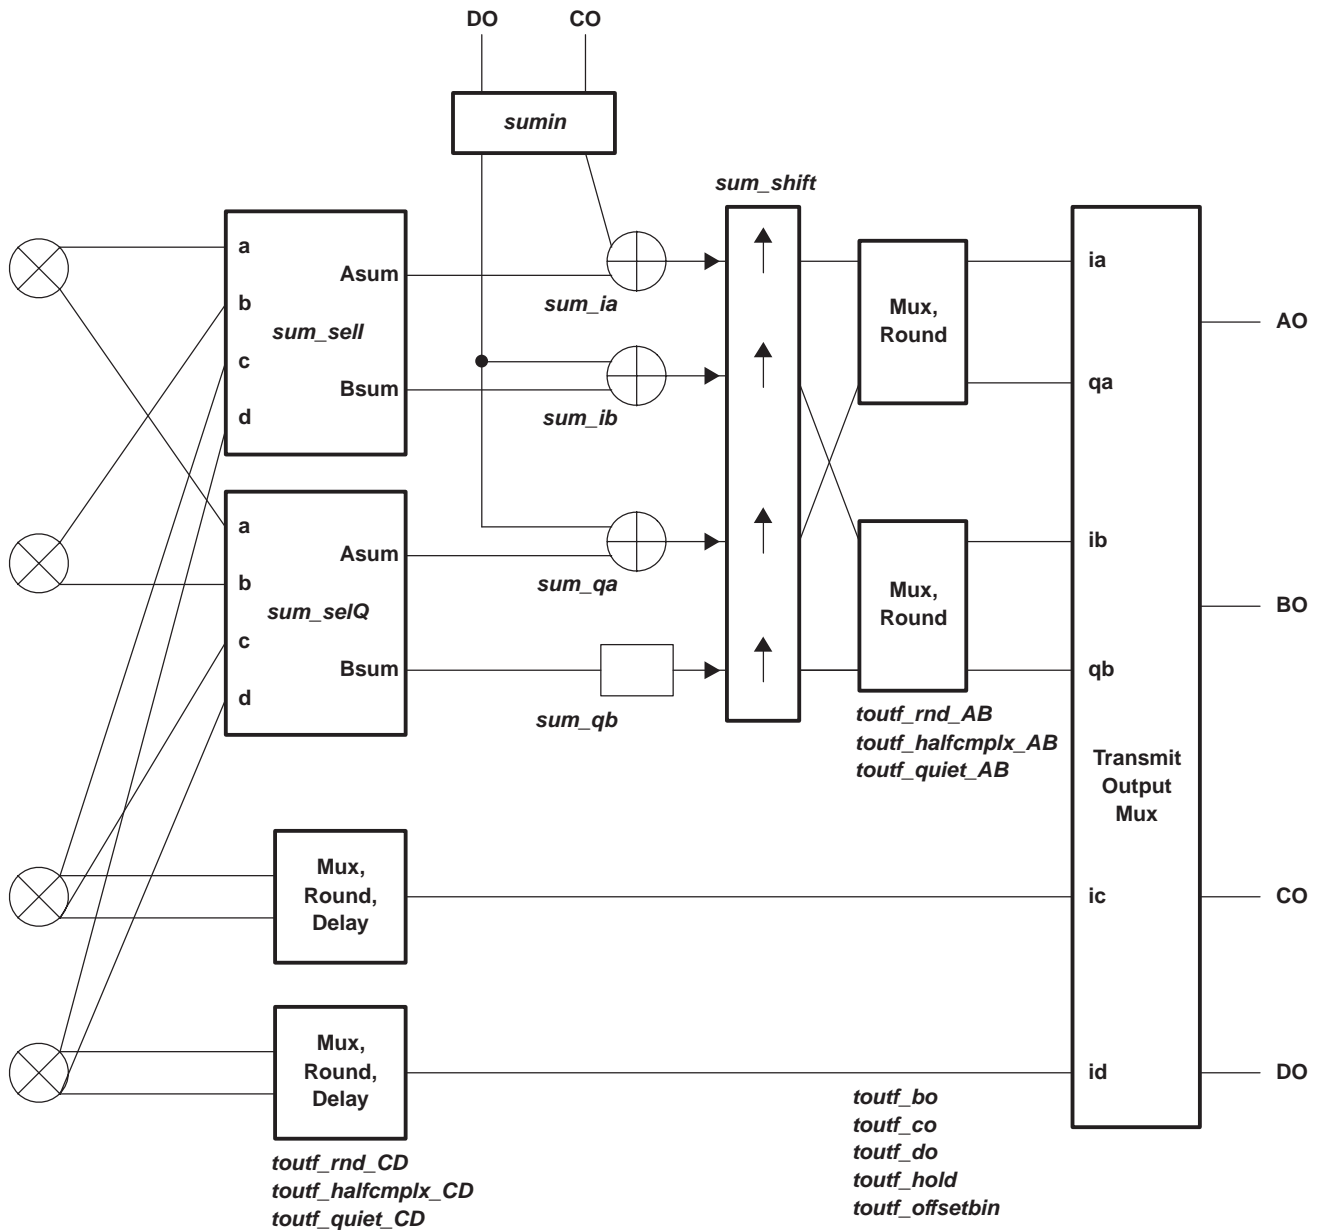 DO
CO
sumin
sum_shift
a
b
c
d
sum_selI
Asum
Bsum
sum_ia
sum_ib
a
b
c
d
sum_selQ
Asum
Bsum
sum_qa
sum_qb
Mux,
Round
Mux,
Round
toutf_rnd_AB
toutf_halfcmplx_AB
toutf_quiet_AB
ia
qa
ib
qb
Transmit
Output
Mux
ic
id
AO
BO
CO
DO
Mux,
Round,
Delay
Mux,
Round,
Delay
toutf_rnd_CD
toutf_halfcmplx_CD
toutf_quiet_CD
toutf_bo
toutf_co
toutf_do
toutf_hold
toutf_offsetbin